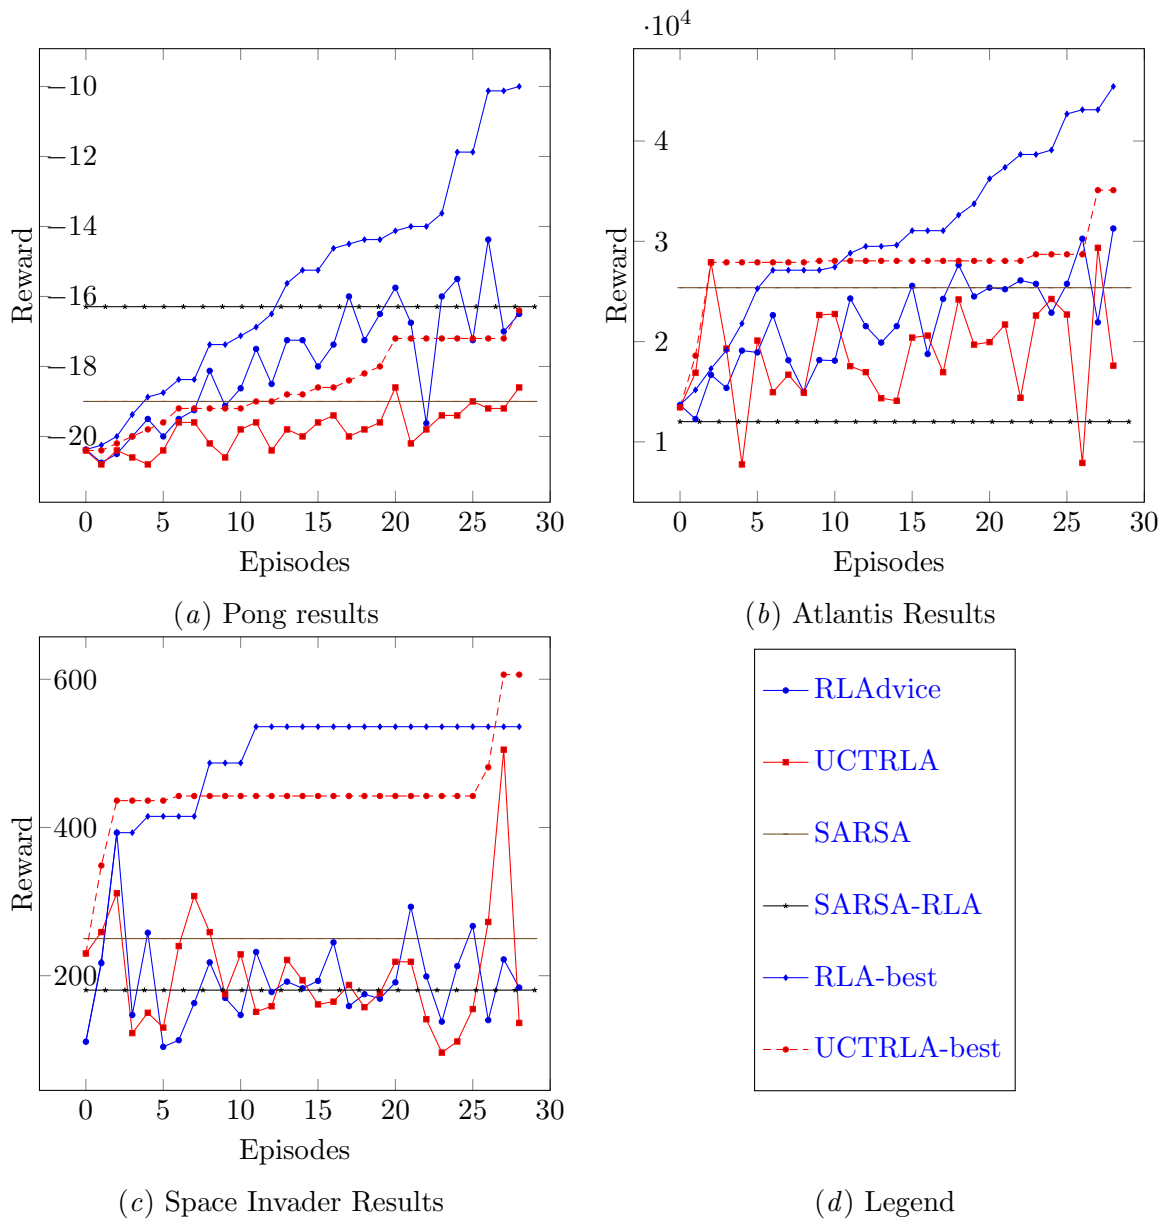 −10
−12
−14
−16
−18
−20
Reward
0 5 10 15 20 25 30
Episodes
(a) Pong results
·10^4
4
3
2
1
Reward
0 5 10 15 20 25 30
Episodes
(b) Atlantis Results
600
400
200
Reward
0 5 10 15 20 25 30
Episodes
(c) Space Invader Results
RLAdvice
UCTRLA
SARSA
SARSA-RLA
RLA-best
UCTRLA-best
(d) Legend